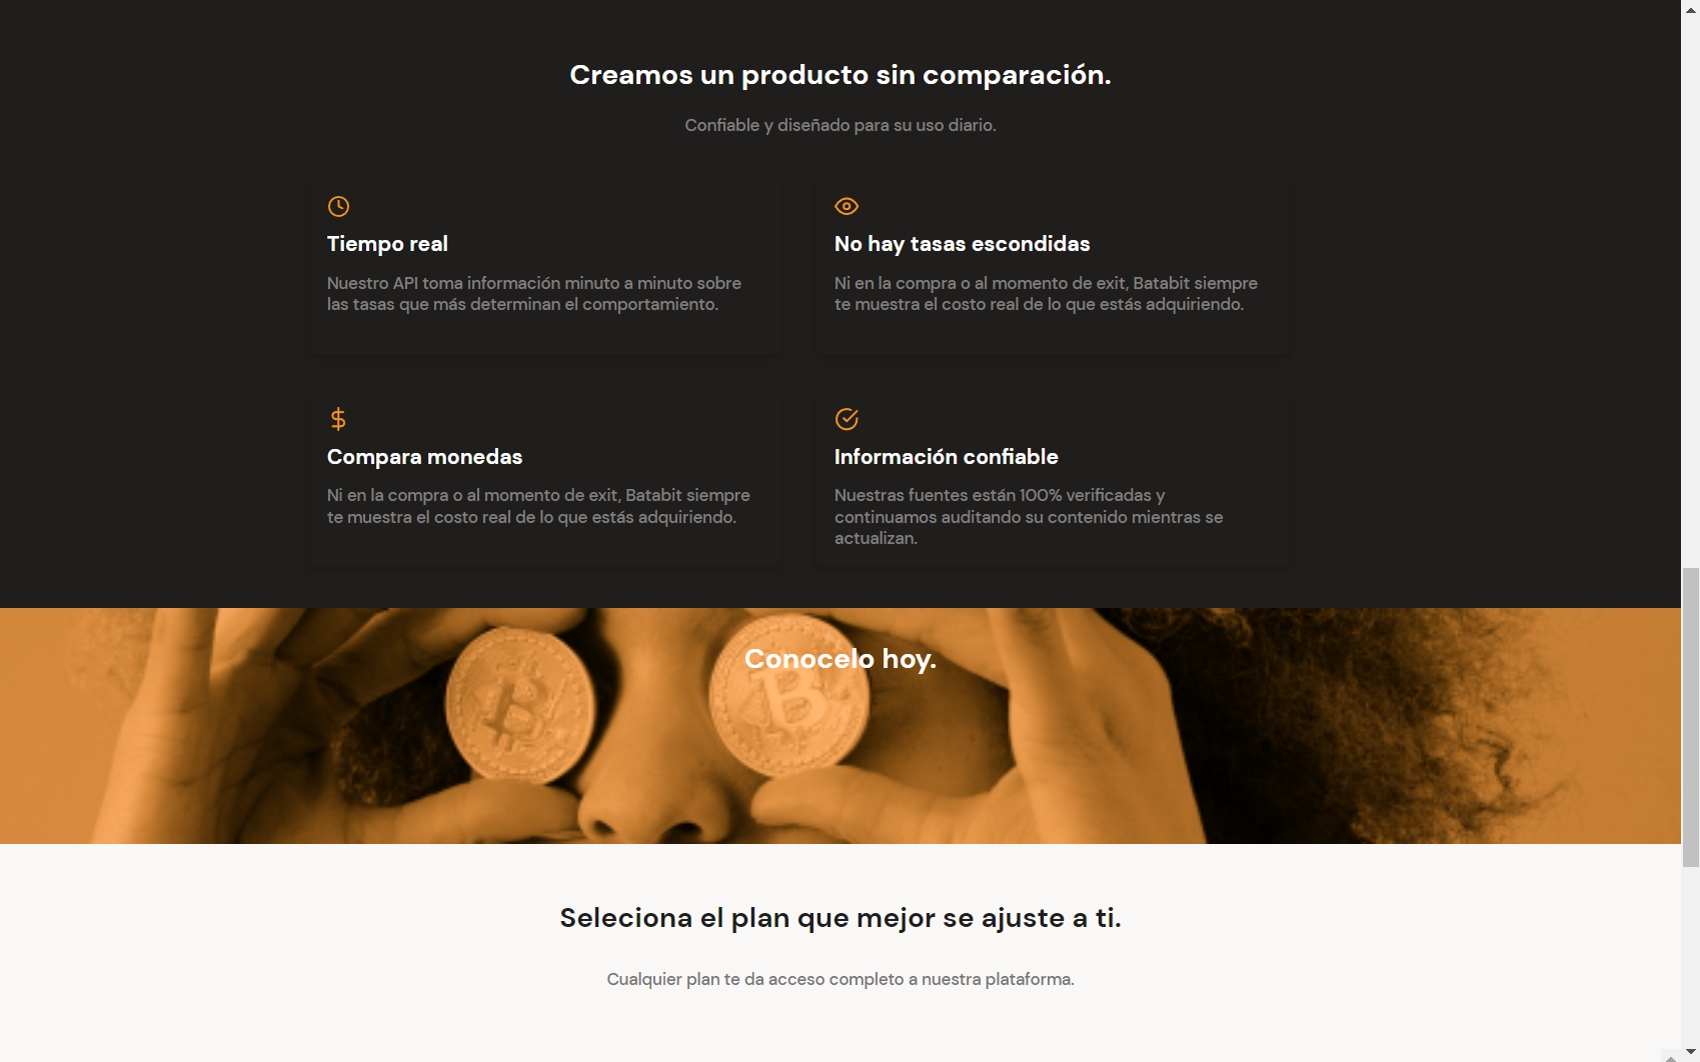 Creamos un producto sin comparación.
Confiable y diseñado para su uso diario.
Tiempo real
Nuestro API toma información minuto a minuto sobre
las tasas que más determinan el comportamiento.
No hay tasas escondidas
Ni en la compra o al momento de exit, Batabit siempre
te muestra el costo real de lo que estás adquiriendo.
Compara monedas
Ni en la compra o al momento de exit, Batabit siempre
te muestra el costo real de lo que estás adquiriendo.
Información confiable
Nuestras fuentes están 100% verificadas y
continuamos auditando su contenido mientras se
actualizan.
Conocelo hoy.
Seleciona el plan que mejor se ajuste a ti.
Cualquier plan te da acceso completo a nuestra plataforma.